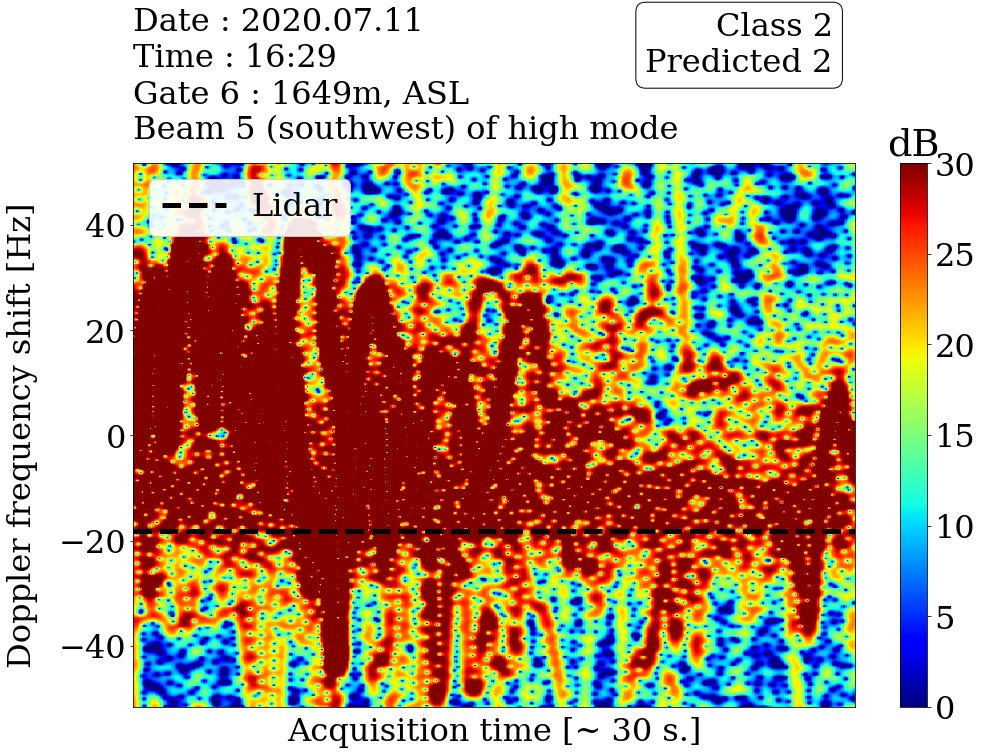 Date : 2020.07.11
Time : 16:29
Gate 6 : 1649m, ASL
Beam 5 (southwest) of high mode
Class 2
Predicted 2
dB
Lidar
Doppler frequency shift [Hz]
40
20
0
−20
−40
Acquisition time [~ 30 s.]
30
25
20
15
10
5
0